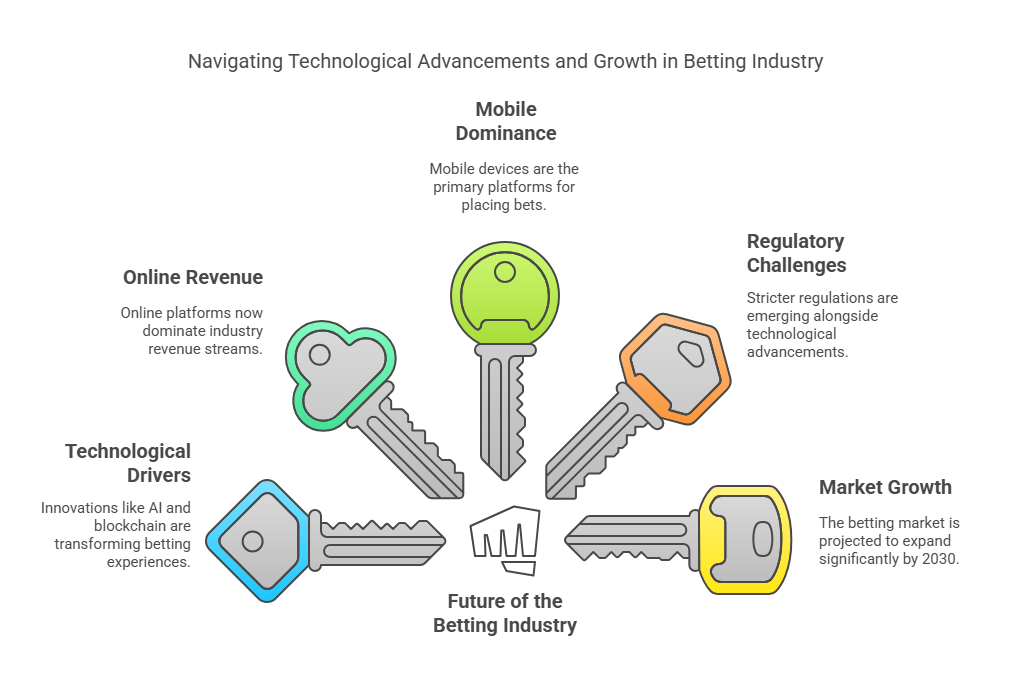 Navigating Technological Advancements and Growth in Betting Industry
Mobile
Dominance
Mobile devices are the
primary platforms for
placing bets.
Regulatory
Challenges
Stricter regulations are
emerging alongside
technological
advancements.
Online Revenue
Online platforms now
dominate industry
revenue streams.
Technological
Drivers
Innovations like AI and
blockchain are
transforming betting
experiences.
Market Growth
The betting market is
projected to expand
significantly by 2030.
Future of the
Betting Industry